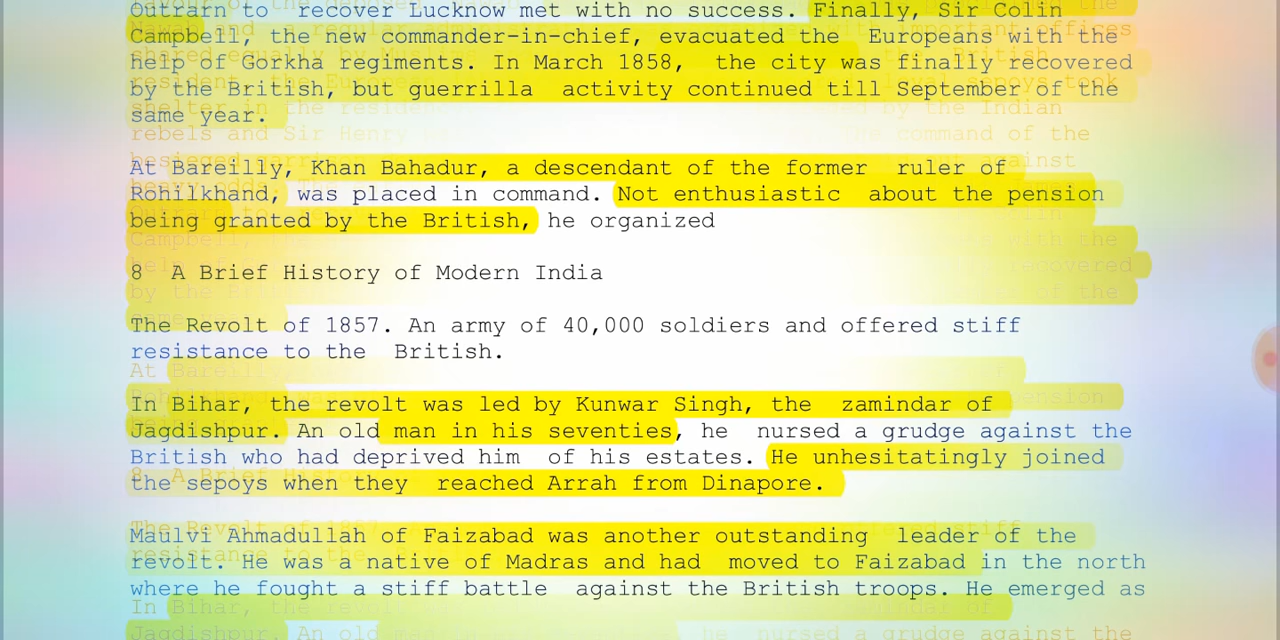 Outram to recover Lucknow met with no success. Finally, Sir Colin
Campbell, the new commander-in-chief, evacuated the Europeans with the
help of Gorkha regiments. In March 1858, the city was finally recovered
by the British, but guerrilla activity continued till September of the
same year.
At Bareilly, Khan Bahadur, a descendant of the former ruler of
Rohilkhand, was placed in command. Not enthusiastic about the pension
being granted by the British, he organized
8 A Brief History of Modern India
The Revolt of 1857. An army of 40,000 soldiers and offered stiff
resistance to the British.
In Bihar, the revolt was led by Kunwar Singh, the zamindar of
Jagdishpur. An old man in his seventies, he nursed a grudge against the
British who had deprived him of his estates. He unhesitatingly joined
the sepoys when they reached Arrah from Dinapore.
Maulvi Ahmadullah of Faizabad was another outstanding leader of the
revolt. He was a native of Madras and had moved to Faizabad in the north
where he fought a stiff battle against the British troops. He emerged as